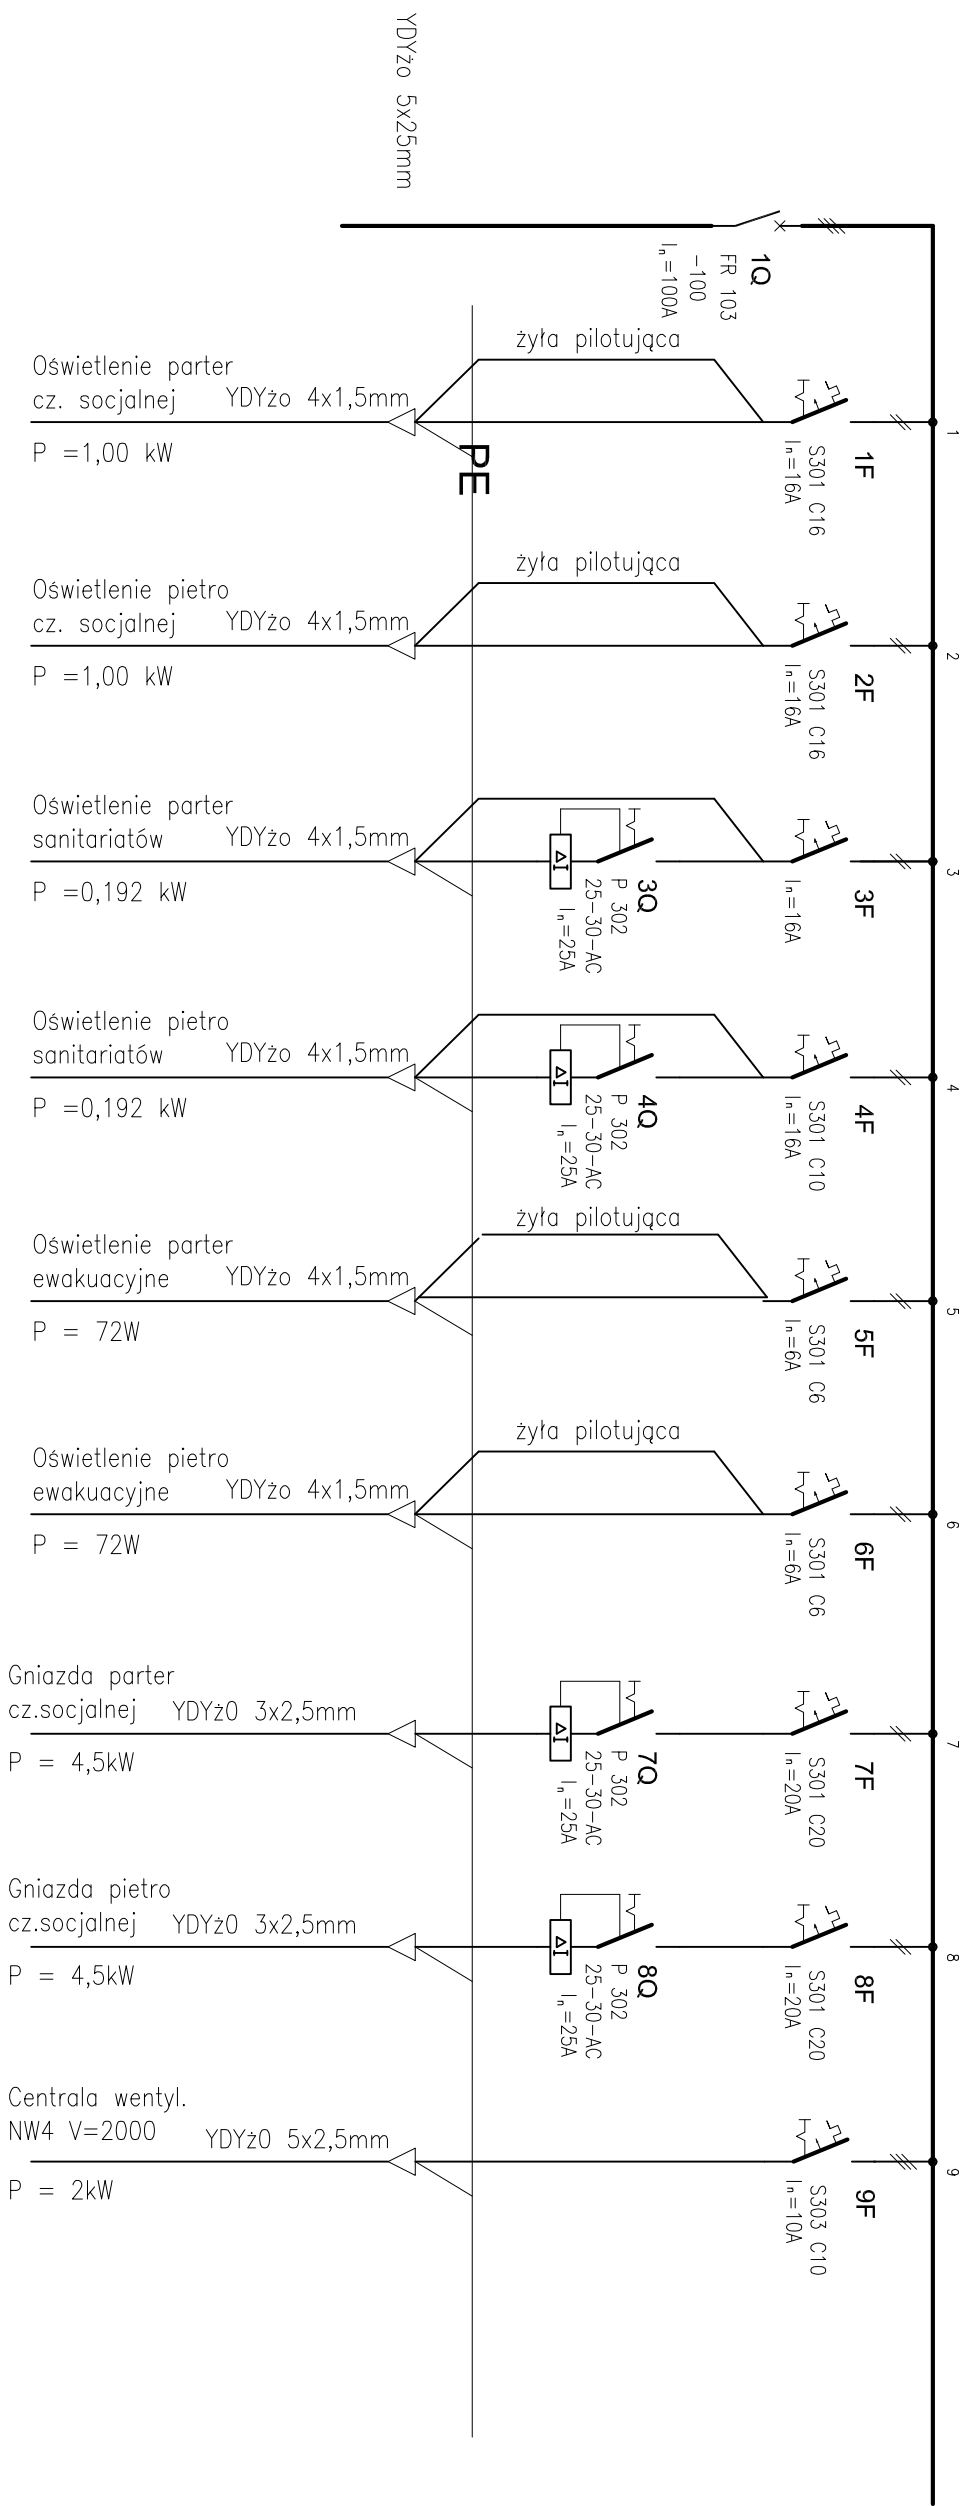 YDYżo 5x25mm
1Q
FR 103
-100
In=100A
żyła pilotująca
Oświetlenie parter
cz. socjalnej YDYżo 4x1,5mm
P =1,00 kW
PE
1F
S301 C16
In=16A
1
żyła pilotująca
Oświetlenie pietro
cz. socjalnej YDYżo 4x1,5mm
P =1,00 kW
2F
S301 C16
In=16A
2
Oświetlenie parter
sanitariatów YDYżo 4x1,5mm
P =0,192 kW
3Q
P 302
25-30-AC
In=25A
3F
In=16A
3
Oświetlenie pietro
sanitariatów YDYżo 4x1,5mm
P =0,192 kW
4Q
P 302
25-30-AC
In=25A
4F
S301 C10
In=16A
4
żyła pilotująca
Oświetlenie parter
ewakuacyjne YDYżo 4x1,5mm
P = 72W
5F
S301 C6
In=6A
5
żyła pilotująca
Oświetlenie pietro
ewakuacyjne YDYżo 4x1,5mm
P = 72W
6F
S301 C6
In=6A
6
Gniazda parter
cz.socjalnej YDYż0 3x2,5mm
P = 4,5kW
7Q
P 302
25-30-AC
In=25A
7F
S301 C20
In=20A
7
Gniazda pietro
cz.socjalnej YDYż0 3x2,5mm
P = 4,5kW
8Q
P 302
25-30-AC
In=25A
8F
S301 C20
In=20A
8
Centrala wentyl.
NW4 V=2000 YDYż0 5x2,5mm
P = 2kW
9F
S303 C10
In=10A
9
ΔI
ΔI
ΔI
ΔI